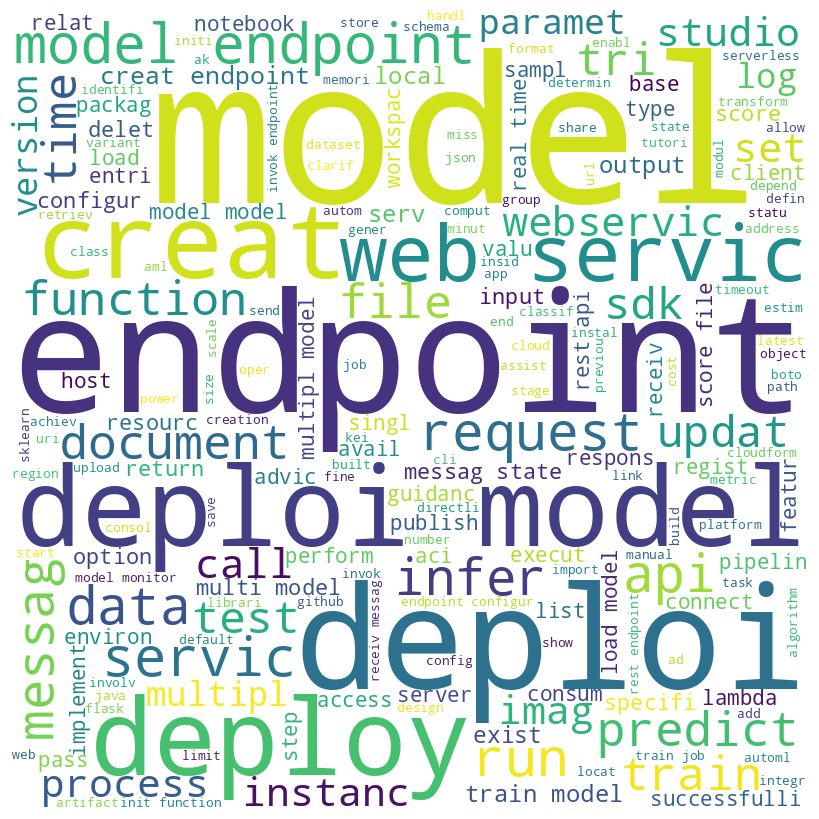 relat
notebook
store
handl
schema
paramet
studio
model endpoint
initi
ak
format
enabl
tri
serverless
creat endpoint
memori
local
sampl
determin
base
log
identifi
packag
version
time
model
workspac
real time
type
transform
score
variant
delet
load
invok endpoint
dataset
clarif
miss
json
share
state
tutori
allow
set
entri
configur
retriev
model model
serv
output
url
modul
client
depend
defin
creat
autom
comput
group
statu
address
class
aml
gener
minut
web servic
webservic
valu
insid
app
function
send
file
input
classif
end
sdk
instal
timeout
estim
endpoint
host
scale
size
oper
power
job
multipl model
cloud
assist
stage
rest api
previou
receiv
cost
score file
latest
object
boto
path
sklearn
achiev
uri
resourc
creation
singl
document
kei
avail
request
updat
region
upload
return
built
fine
advic
cli
messag state
respons
link
regist
cloudform
metric
featur
deploi model
save
consol
guidanc
directli
publish
number
build
platform
start
option
model monitor
call
perform
aci
execut
manual
pipelin
messag
data
multi model
invok
infer
import
api
task
connect
algorithm
librari
github
endpoint configur
list
load model
test
environ
default
receiv messag
show
rest endpoint
implement
servic
deploi
config
ad
involv
java
flask
multipl
access
server
design
consum
specifi
lambda
add
deploy
step
imag
exist
predict
web
pass
limit
run
locat
train
train job
automl
integr
process
instanc
artifact
init function
train model
successfulli